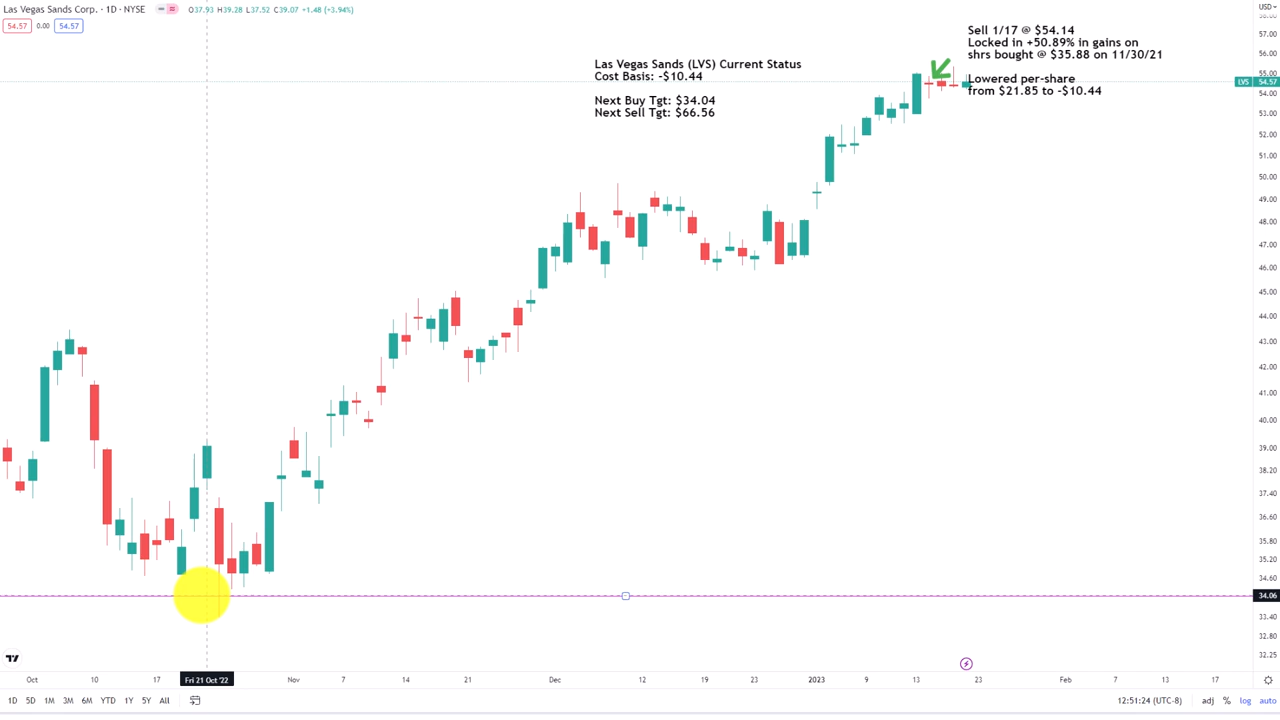 Las Vegas Sands Corp. · 1D · NYSE O37.93 H39.28 L37.52 C39.07 +1.48 (+3.94%)
54.57 0.00 54.57
USD
Sell 1/17 @ $54.14
Locked in +50.89% in gains on
shrs bought @ $35.88 on 11/30/21
Lowered per-share
from $21.85 to -$10.44
Las Vegas Sands (LVS) Current Status
Cost Basis: -$10.44
Next Buy Tgt: $34.04
Next Sell Tgt: $66.56
57.00
56.00
55.00
LVS 54.57
54.00
53.00
52.00
51.00
50.00
49.00
48.00
47.00
46.00
45.00
44.00
43.00
42.00
41.00
40.00
39.00
38.20
37.40
36.60
35.80
35.20
34.60
34.06
33.40
32.80
32.25
Oct 10 17 Fri 21 Oct '22 Nov 7 14 21 Dec 12 19 23 2023 9 13 23 Feb 7 13 17
1D 5D 1M 3M 6M YTD 1Y 5Y All
12:51:24 (UTC-8) adj % log auto